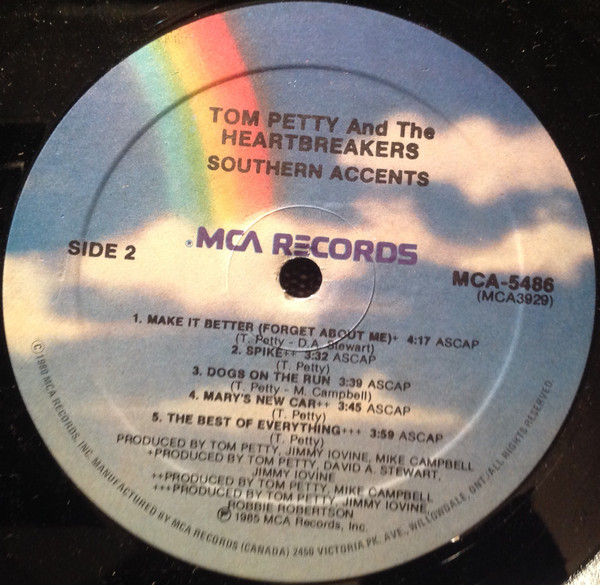 TOM PETTY And The
HEARTBREAKERS
SOUTHERN ACCENTS
SIDE 2
®MCA RECORDS
MCA-5486
(MCA3929)
1. MAKE IT BETTER (FORGET ABOUT ME)+ 4:17 ASCAP
(T. Petty - D.A. Stewart)
2. SPIKE++ 3:32 ASCAP
(T. Petty)
3. DOGS ON THE RUN 3:39 ASCAP
(T. Petty - M. Campbell)
4. MARY'S NEW CAR++ 3:45 ASCAP
(T. Petty)
5. THE BEST OF EVERYTHING+++ 3:59 ASCAP
(T. Petty)
PRODUCED BY TOM PETTY, JIMMY IOVINE, MIKE CAMPBELL
+PRODUCED BY TOM PETTY, DAVID A. STEWART,
JIMMY IOVINE
++PRODUCED BY TOM PETTY, MIKE CAMPBELL
+++PRODUCED BY TOM PETTY, JIMMY IOVINE,
ROBBIE ROBERTSON
℗ 1985 MCA Records, Inc.
©1980 MCA RECORDS, INC. MANUFACTURED BY MCA RECORDS (CANADA) 2450 VICTORIA PK. AVE., WILLOWDALE, ONT./ALL RIGHTS RESERVED.